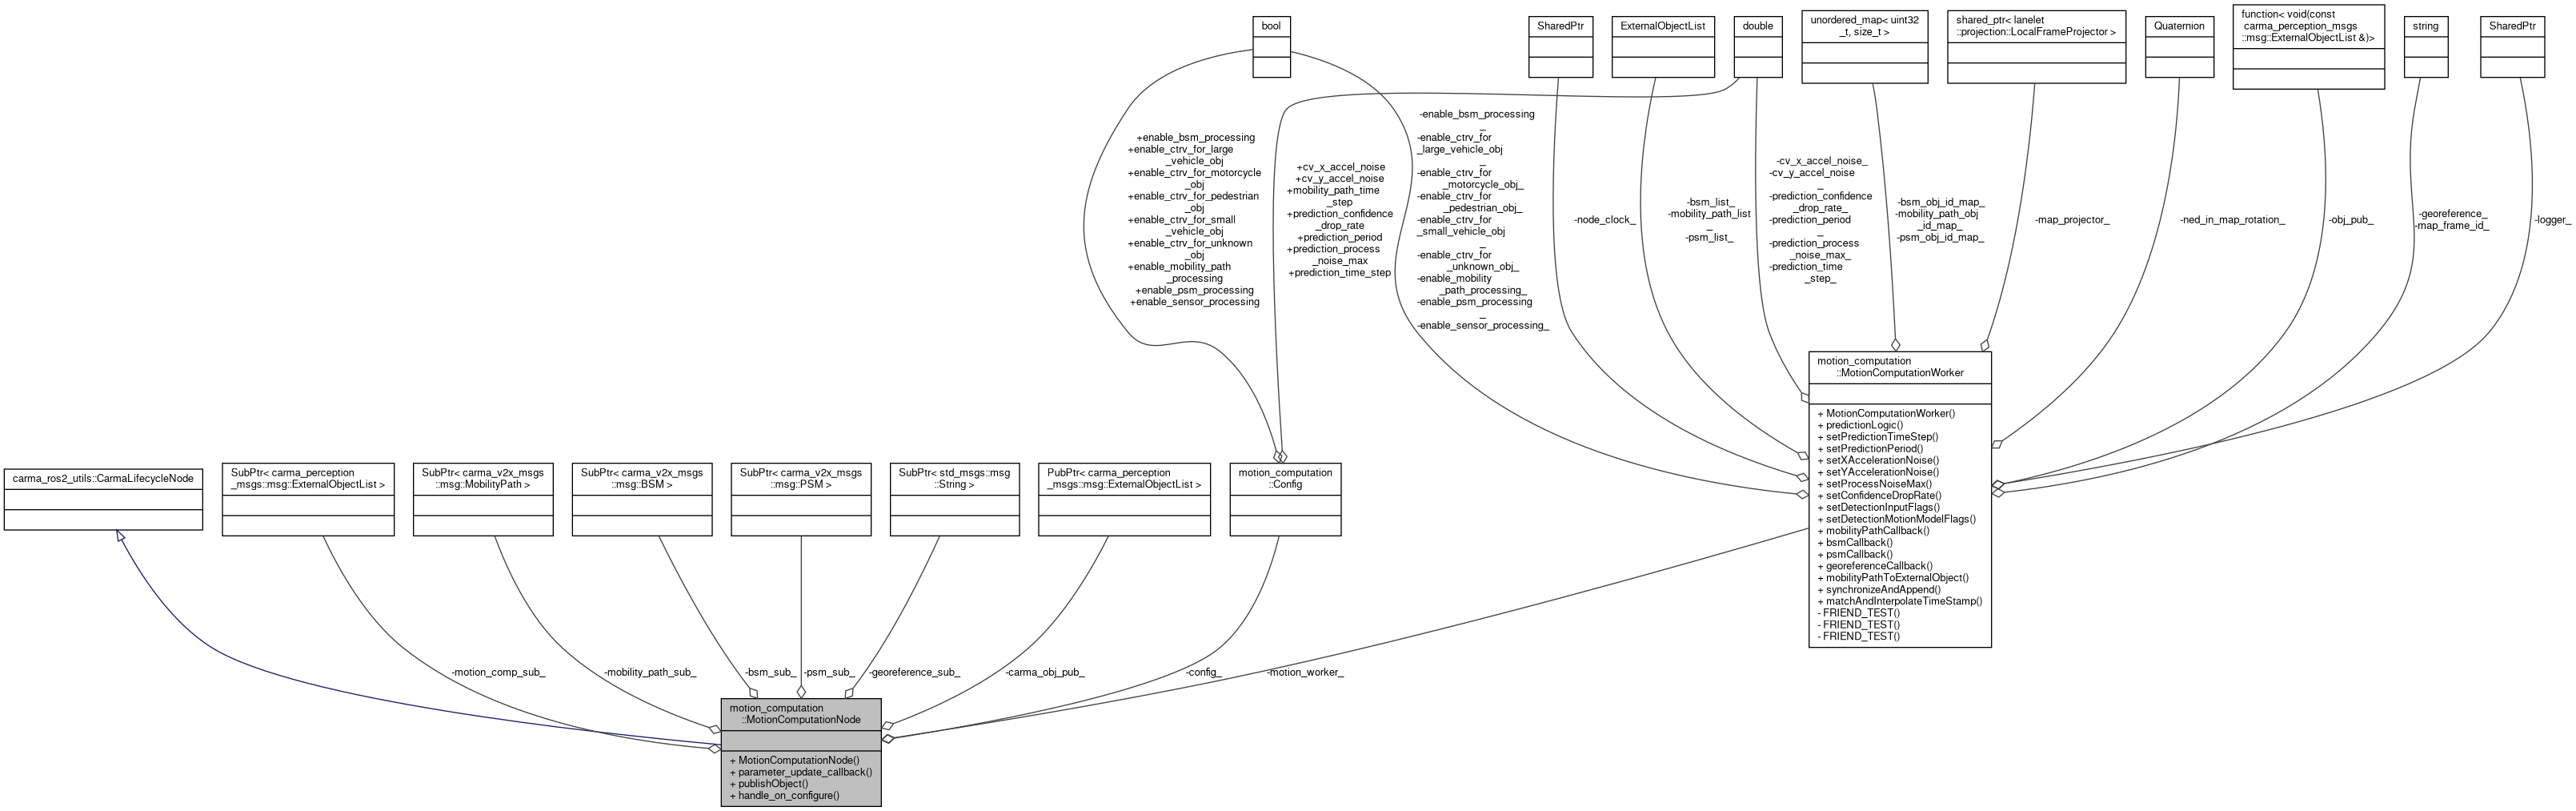 bool
SharedPtr
ExternalObjectList
double
unordered_map< uint32
_t, size_t >
shared_ptr< lanelet
::projection::LocalFrameProjector >
Quaternion
function< void(const
carma_perception_msgs
::msg::ExternalObjectList &)>
string
SharedPtr
+enable_bsm_processing
+enable_ctrv_for_large
_vehicle_obj
+enable_ctrv_for_motorcycle
_obj
+enable_ctrv_for_pedestrian
_obj
+enable_ctrv_for_small
_vehicle_obj
+enable_ctrv_for_unknown
_obj
+enable_mobility_path
_processing
+enable_psm_processing
+enable_sensor_processing
+cv_x_accel_noise
+cv_y_accel_noise
+mobility_path_time
_step
+prediction_confidence
_drop_rate
+prediction_period
+prediction_process
_noise_max
+prediction_time_step
-enable_bsm_processing
_
-enable_ctrv_for
_large_vehicle_obj
_
-enable_ctrv_for
_motorcycle_obj_
-enable_ctrv_for
_pedestrian_obj_
-enable_ctrv_for
_small_vehicle_obj
_
-enable_ctrv_for
_unknown_obj_
-enable_mobility
_path_processing_
-enable_psm_processing
_
-enable_sensor_processing_
-node_clock_
-bsm_list_
-mobility_path_list
_
-psm_list_
-cv_x_accel_noise_
-cv_y_accel_noise
_
-prediction_confidence
_drop_rate_
-prediction_period
_
-prediction_process
_noise_max_
-prediction_time
_step_
-bsm_obj_id_map_
-mobility_path_obj
_id_map_
-psm_obj_id_map_
-map_projector_
-ned_in_map_rotation_
-obj_pub_
-georeference_
-map_frame_id_
-logger_
motion_computation
::MotionComputationWorker
+ MotionComputationWorker()
+ predictionLogic()
+ setPredictionTimeStep()
+ setPredictionPeriod()
+ setXAccelerationNoise()
+ setYAccelerationNoise()
+ setProcessNoiseMax()
+ setConfidenceDropRate()
+ setDetectionInputFlags()
+ setDetectionMotionModelFlags()
+ mobilityPathCallback()
+ bsmCallback()
+ psmCallback()
+ georeferenceCallback()
+ mobilityPathToExternalObject()
+ synchronizeAndAppend()
+ matchAndInterpolateTimeStamp()
- FRIEND_TEST()
- FRIEND_TEST()
- FRIEND_TEST()
carma_ros2_utils::CarmaLifecycleNode
SubPtr< carma_perception
_msgs::msg::ExternalObjectList >
SubPtr< carma_v2x_msgs
::msg::MobilityPath >
SubPtr< carma_v2x_msgs
::msg::BSM >
SubPtr< carma_v2x_msgs
::msg::PSM >
SubPtr< std_msgs::msg
::String >
PubPtr< carma_perception
_msgs::msg::ExternalObjectList >
motion_computation
::Config
-motion_comp_sub_
-mobility_path_sub_
-bsm_sub_
-psm_sub_
-georeference_sub_
-carma_obj_pub_
-config_
-motion_worker_
motion_computation
::MotionComputationNode
+ MotionComputationNode()
+ parameter_update_callback()
+ publishObject()
+ handle_on_configure()